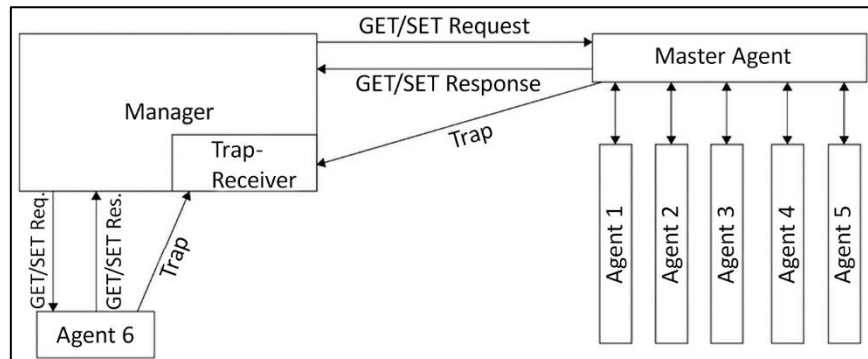 GET/SET Request
Master Agent
GET/SET Response
Manager
Trap
Trap-
Receiver
GET/SET Req.
GET/SET Res.
Trap
Agent 1
Agent 2
Agent 3
Agent 4
Agent 5
Agent 6